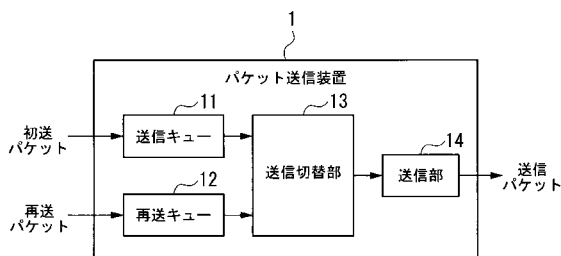 1
パケット送信装置
初送
パケット
11
送信キュー
13
送信切替部
14
送信部
送信
パケット
再送
パケット
12
再送キュー